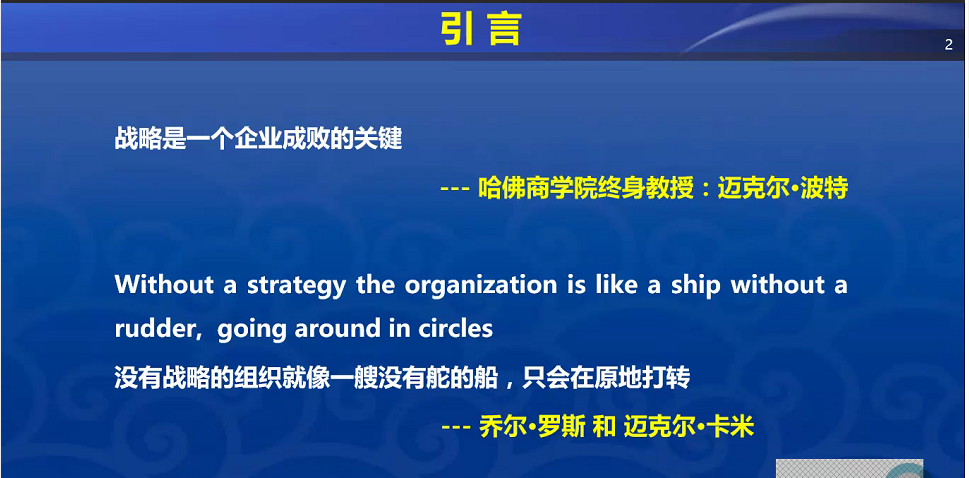 引 言
2
战略是一个企业成败的关键
--- 哈佛商学院终身教授：迈克尔•波特
Without a strategy the organization is like a ship without a
rudder, going around in circles
没有战略的组织就像一艘没有舵的船，只会在原地打转
--- 乔尔•罗斯 和 迈克尔•卡米